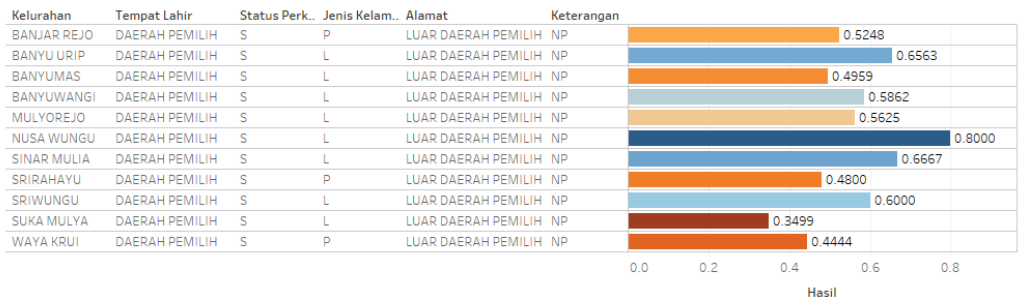 Kelurahan Tempat Lahir Status Perk.. Jenis Kelam.. Alamat Keterangan
BANJAR REJO DAERAH PEMILIH S P LUAR DAERAH PEMILIH NP 0.5248
BANYU URIP DAERAH PEMILIH S L LUAR DAERAH PEMILIH NP 0.6563
BANYUMAS DAERAH PEMILIH S L LUAR DAERAH PEMILIH NP 0.4959
BANYUWANGI DAERAH PEMILIH S L LUAR DAERAH PEMILIH NP 0.5862
MULYOREJO DAERAH PEMILIH S L LUAR DAERAH PEMILIH NP 0.5625
NUSA WUNGU DAERAH PEMILIH S L LUAR DAERAH PEMILIH NP 0.8000
SINAR MULIA DAERAH PEMILIH S L LUAR DAERAH PEMILIH NP 0.6667
SRIRAHAYU DAERAH PEMILIH S P LUAR DAERAH PEMILIH NP 0.4800
SRIWUNGU DAERAH PEMILIH S L LUAR DAERAH PEMILIH NP 0.6000
SUKA MULYA DAERAH PEMILIH S L LUAR DAERAH PEMILIH NP 0.3499
WAYA KRUI DAERAH PEMILIH S P LUAR DAERAH PEMILIH NP 0.4444
0.0 0.2 0.4 0.6 0.8
Hasil